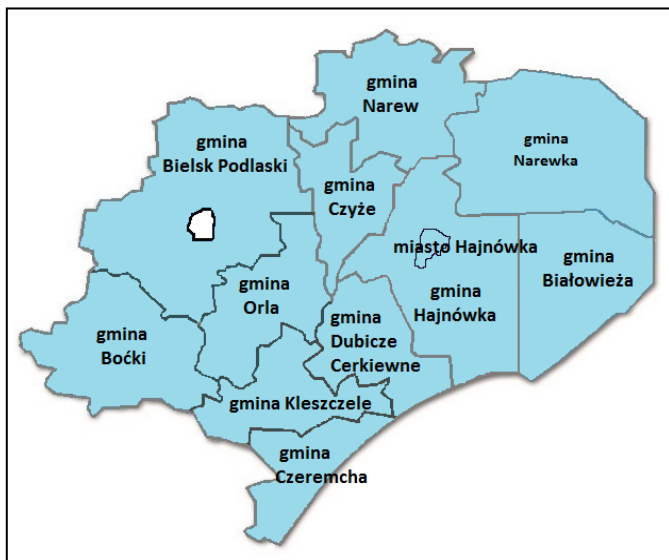 gmina
Narew
gmina
Bielsk Podlaski
gmina
Narewka
gmina
Czyże
miasto Hajnówka
gmina
Białowieża
gmina
Orla
gmina
Hajnówka
gmina
Boćki
gmina
Dubicze
Cerkiewne
gmina Kleszczele
gmina
Czeremcha